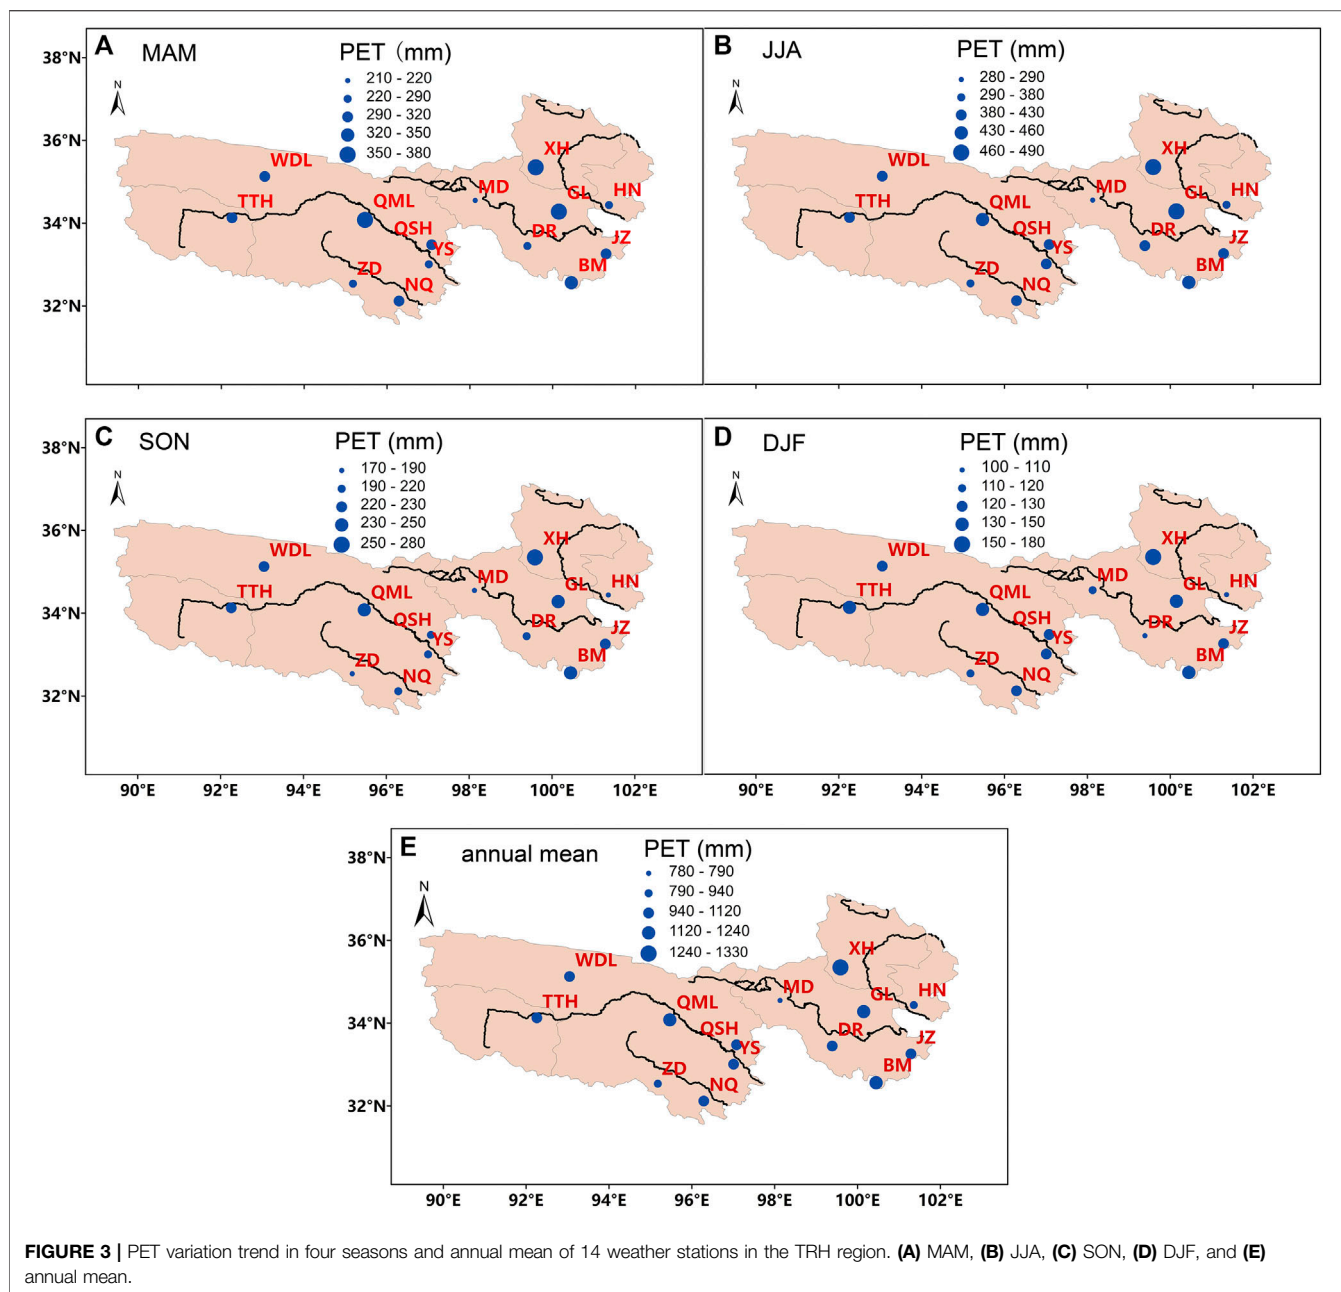 A MAM
PET (mm)
210 - 220
220 - 290
290 - 320
320 - 350
350 - 380
N
38°N
36°N
34°N
32°N
WDL
TTH
QML
QSH
YS
ZD
NQ
MD
XH
GL
HN
DR
JZ
BM
B JJA
PET (mm)
280 - 290
290 - 380
380 - 430
430 - 460
460 - 490
N
WDL
TTH
QML
QSH
YS
ZD
NQ
MD
XH
GL
HN
DR
JZ
BM
C SON
PET (mm)
170 - 190
190 - 220
220 - 230
230 - 250
250 - 280
N
38°N
36°N
34°N
32°N
WDL
TTH
QML
QSH
YS
ZD
NQ
MD
XH
GL
HN
DR
JZ
BM
90°E 92°E 94°E 96°E 98°E 100°E 102°E
D DJF
PET (mm)
100 - 110
110 - 120
120 - 130
130 - 150
150 - 180
N
WDL
TTH
QML
QSH
YS
ZD
NQ
MD
XH
GL
HN
DR
JZ
BM
90°E 92°E 94°E 96°E 98°E 100°E 102°E
E annual mean
PET (mm)
780 - 790
790 - 940
940 - 1120
1120 - 1240
1240 - 1330
N
38°N
36°N
34°N
32°N
WDL
TTH
QML
QSH
YS
ZD
NQ
MD
XH
GL
HN
DR
JZ
BM
90°E 92°E 94°E 96°E 98°E 100°E 102°E
FIGURE 3 | PET variation trend in four seasons and annual mean of 14 weather stations in the TRH region. (A) MAM, (B) JJA, (C) SON, (D) DJF, and (E)
annual mean.